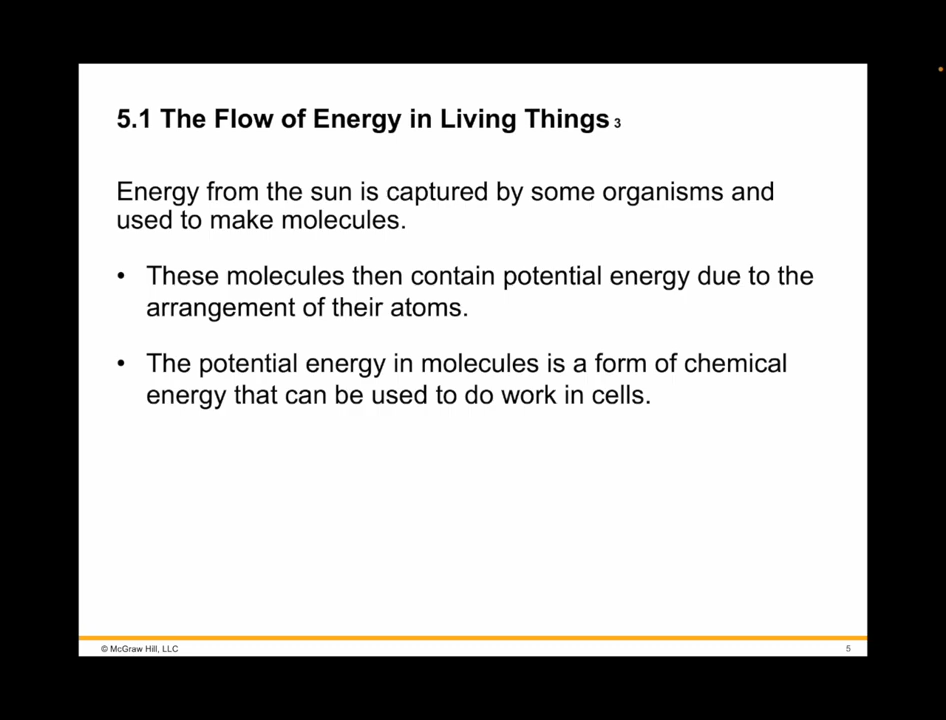 5.1 The Flow of Energy in Living Things 3
Energy from the sun is captured by some organisms and
used to make molecules.
• These molecules then contain potential energy due to the
arrangement of their atoms.
• The potential energy in molecules is a form of chemical
energy that can be used to do work in cells.
© McGraw Hill, LLC
5